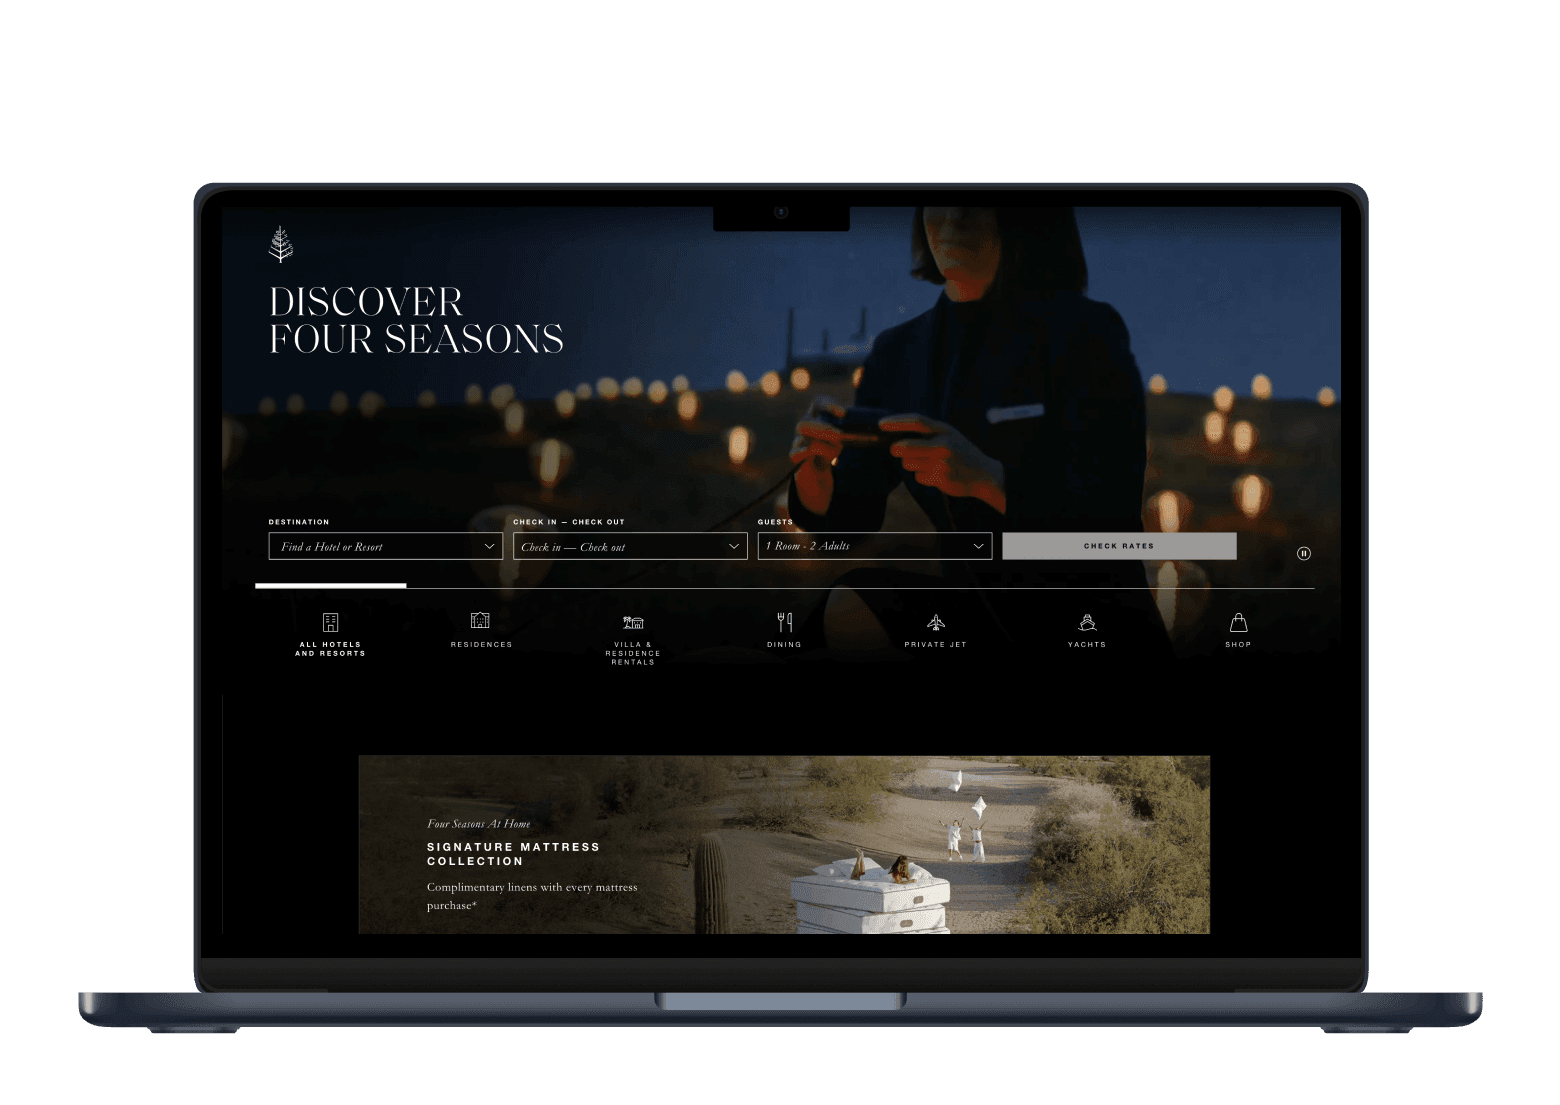 DISCOVER
FOUR SEASONS
DESTINATION
CHECK IN — CHECK OUT
GUESTS
Find a Hotel or Resort
Check in — Check out
1 Room - 2 Adults
CHECK RATES
ALL HOTELS
AND RESORTS
RESIDENCES
VILLA &
RESIDENCE
RENTALS
DINING
PRIVATE JET
YACHTS
SHOP
Four Seasons At Home
SIGNATURE MATTRESS
COLLECTION
Complimentary linens with every mattress
purchase*